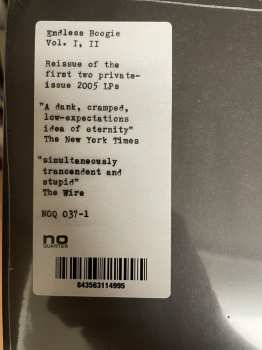 Endless Boogie
Vol. I, II
Reissue of the
first two private-
issue 2005 LPs
"A dank, cramped,
low-expectations
idea of eternity"
The New York Times
"simultaneously
trancendent and
stupid"
The Wire
NOQ 037-1
no
QUARTER
843563114995